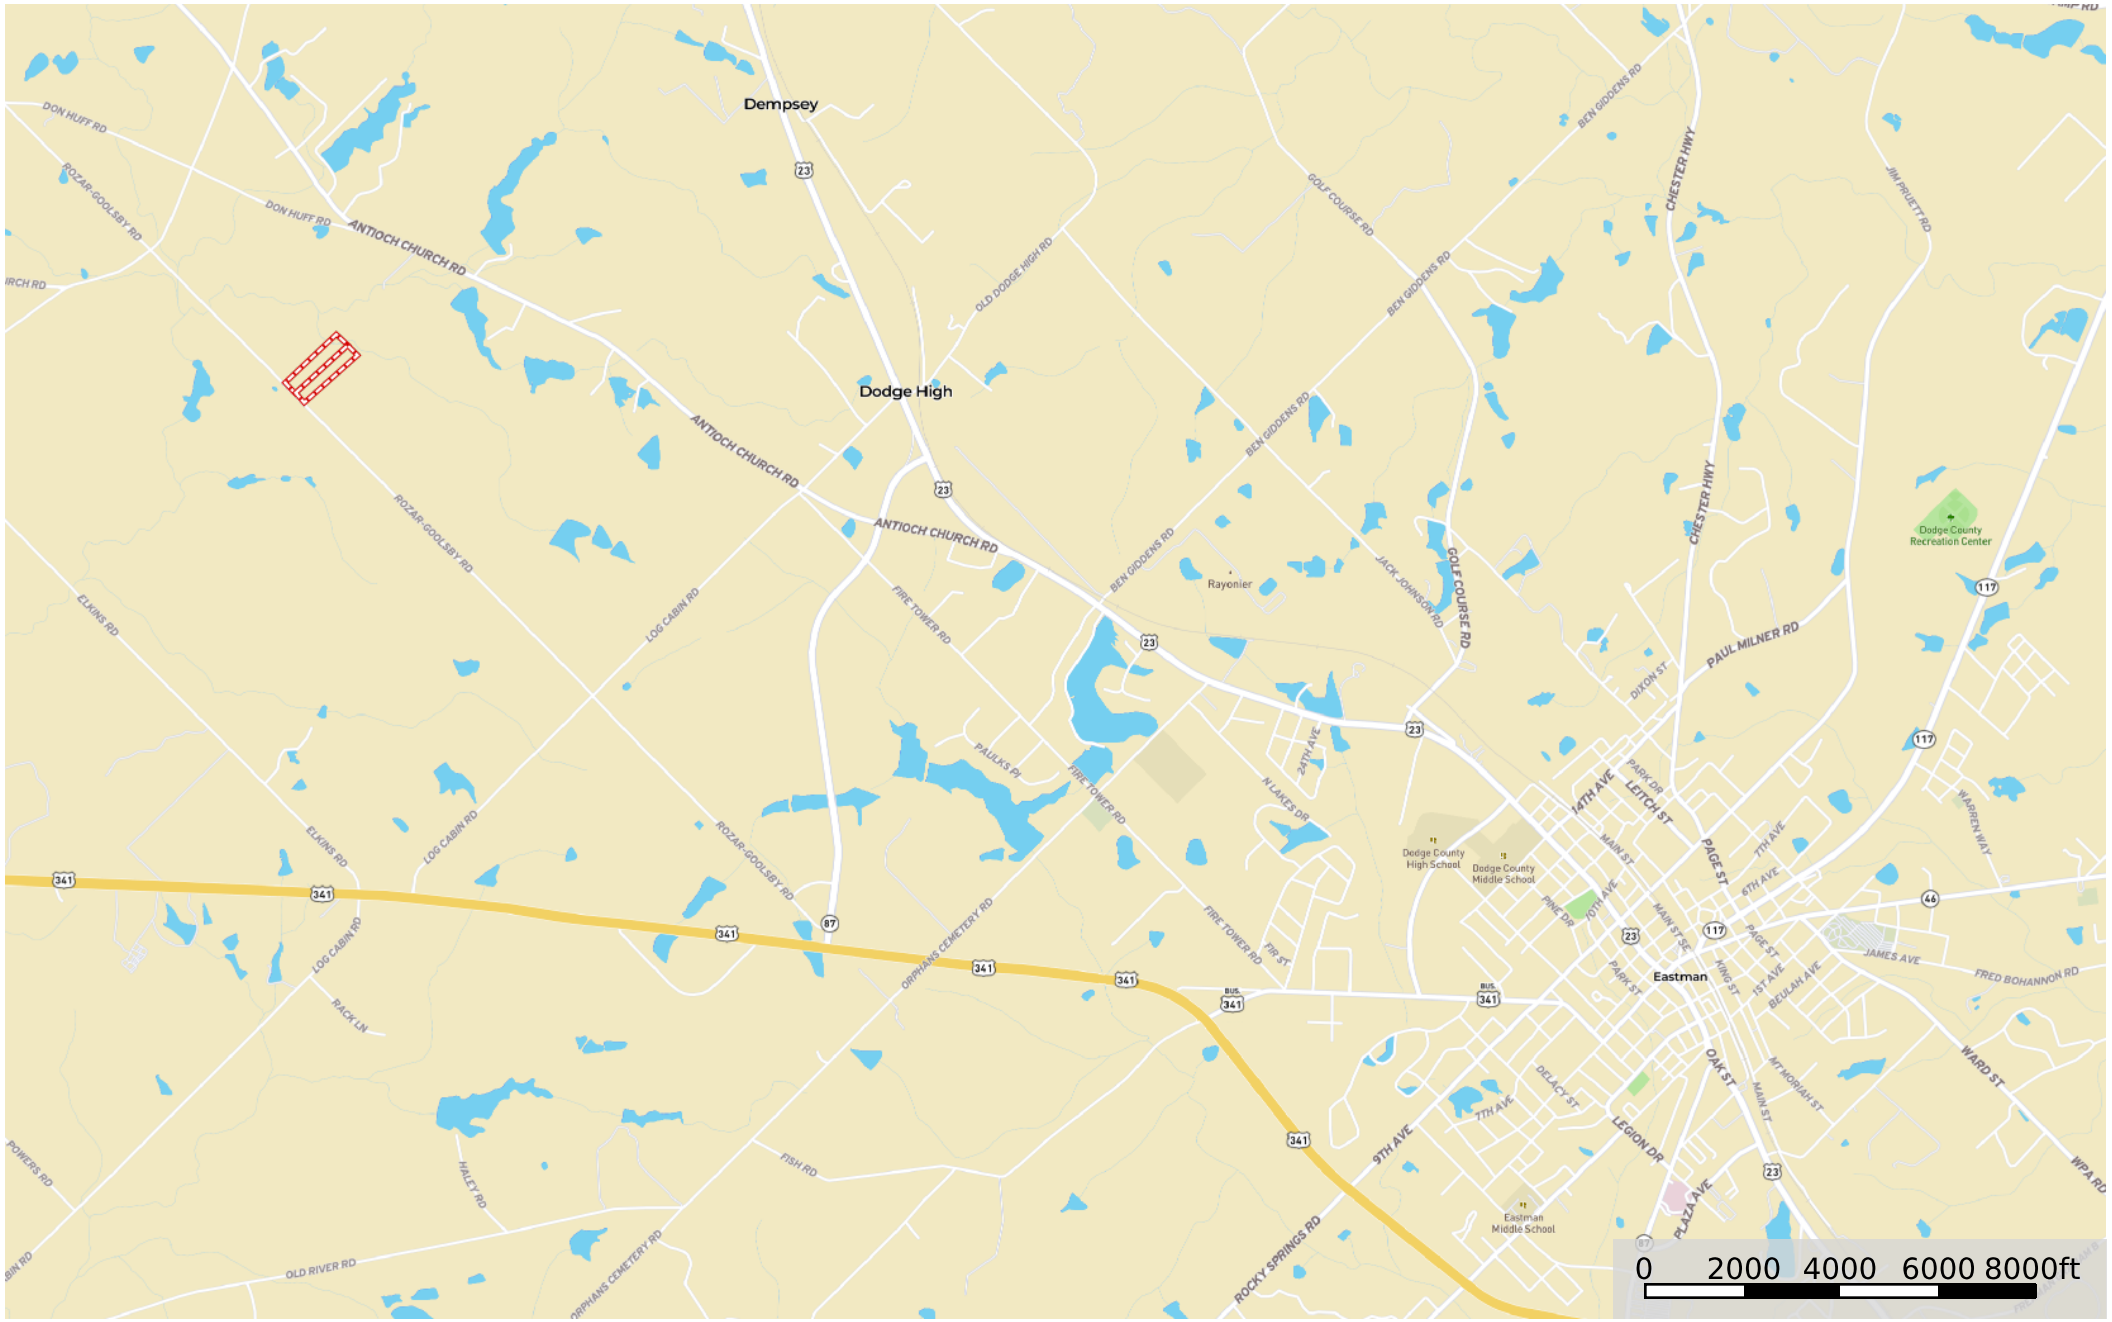 AMP RD
DON HUFF RD
Dempsey
BEN GIDDENS RD
23
CHESTER HWY
ROZAR-GOOLSBY RD
GOLF COURSE RD
JIM PRUETT RD
DON HUFF RD
ANTIOCH CHURCH RD
OLD DODGE HIGH RD
BEN GIDDENS RD
URCH RD
Dodge High
BEN GIDDENS RD
ANTIOCH CHURCH RD
23
CHESTER HWY
ROZAR-GOOLSBY RD
ANTIOCH CHURCH RD
Dodge County
Recreation Center
BEN GIDDENS RD
Rayonier
JACK JOHNSON RD
GOLF COURSE RD
117
ELKINS RD
LOG CABIN RD
FIRE TOWER RD
23
PAUL MILNER RD
DIXON ST
23
24TH AVE
117
PAULKS PL
FIRE TOWER RD
N LAKES DR
14TH AVE
PARK DR
LEITCH ST
WARREN WAY
ELKINS RD
LOG CABIN RD
ROZAR-GOOLSBY RD
Dodge County
High School
Dodge County
Middle School
MAIN ST
PAGE ST
7TH AVE
6TH AVE
341
341
341
87
ORPHANS CEMETERY RD
FIRE TOWER RD
FIR ST
PINE DR
10TH AVE
MAIN ST SE
23
117
PAGE ST
46
LOG CABIN RD
341
341
BUS.
341
BUS.
341
Eastman
PARK ST
KING ST
1ST AVE
BEULAH AVE
JAMES AVE
FRED BOHANNON RD
RACK LN
OAK ST
MT MORIAH ST
WARD ST
DELACY ST
7TH AVE
MAIN ST
POWERS RD
HALEY RD
FISH RD
341
9TH AVE
LEGION DR
23
WPA RD
PLAZA AVE
Eastman
Middle School
87
ROCKY SPRINGS RD
ORPHANS CEMETERY RD
OLD RIVER RD
BIN RD
0 2000 4000 6000 8000ft